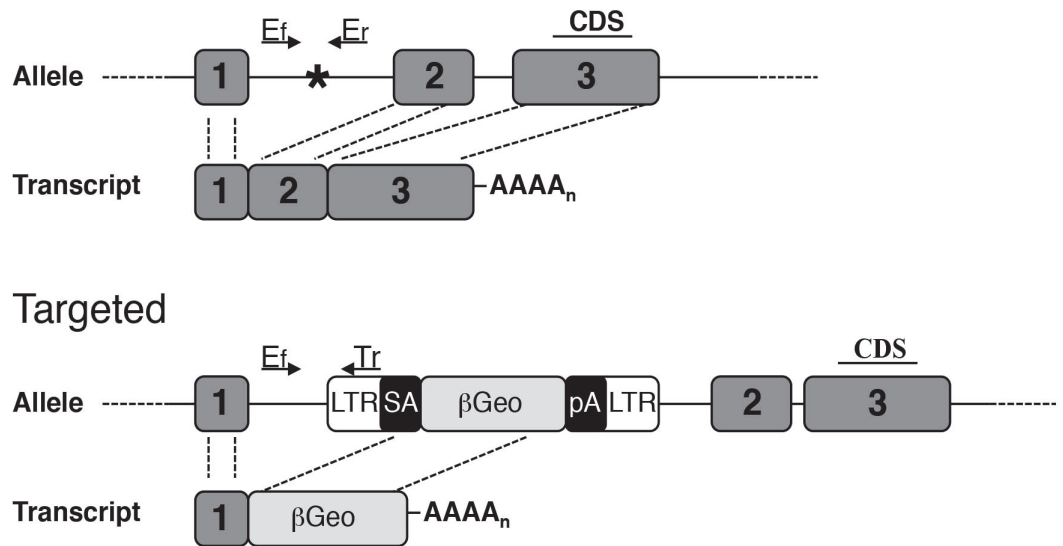 Ef Er CDS
Allele 1 * 2 3
Transcript 1 2 3 AAAAn
Targeted
Ef Tr CDS
Allele 1 LTR SA βGeo pA LTR 2 3
Transcript 1 βGeo AAAAn